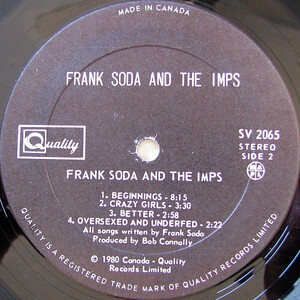 MADE IN CANADA
FRANK SODA AND THE IMPS
Quality
SV 2065
STEREO
SIDE 2
FRANK SODA AND THE IMPS
1. BEGINNINGS - 8:15
2. CRAZY GIRLS - 3:30
3. BETTER - 2:58
4. OVERSEXED AND UNDERFED - 2:22
All songs written by Frank Soda
Produced by Bob Connolly
© 1980 Canada - Quality
Records Limited
QUALITY IS A REGISTERED TRADE MARK OF QUALITY RECORDS LIMITED